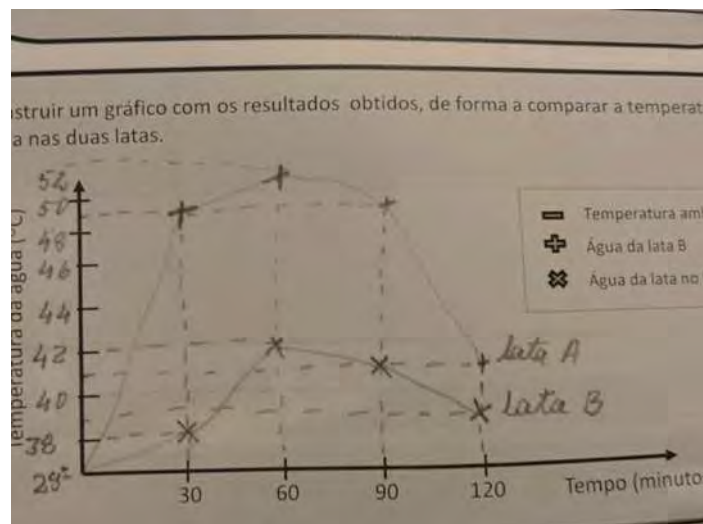 struir um gráfico com os resultados obtidos, de forma a comparar a temperat
a nas duas latas.
52
50
48
46
44
42
40
38
Temperatura da água (°C)
Temperatura aml
Água da lata B
Água da lata no
Lata A
Lata B
30
60
90
120
Tempo (minuto